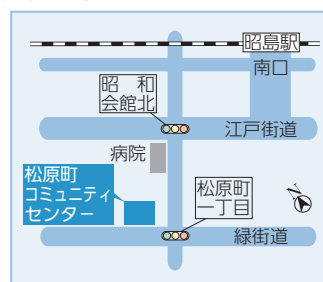 昭島駅
南口
昭和
会館北
江戸街道
病院
松原町
コミュニティ
センター
松原町
一丁目
N
緑街道